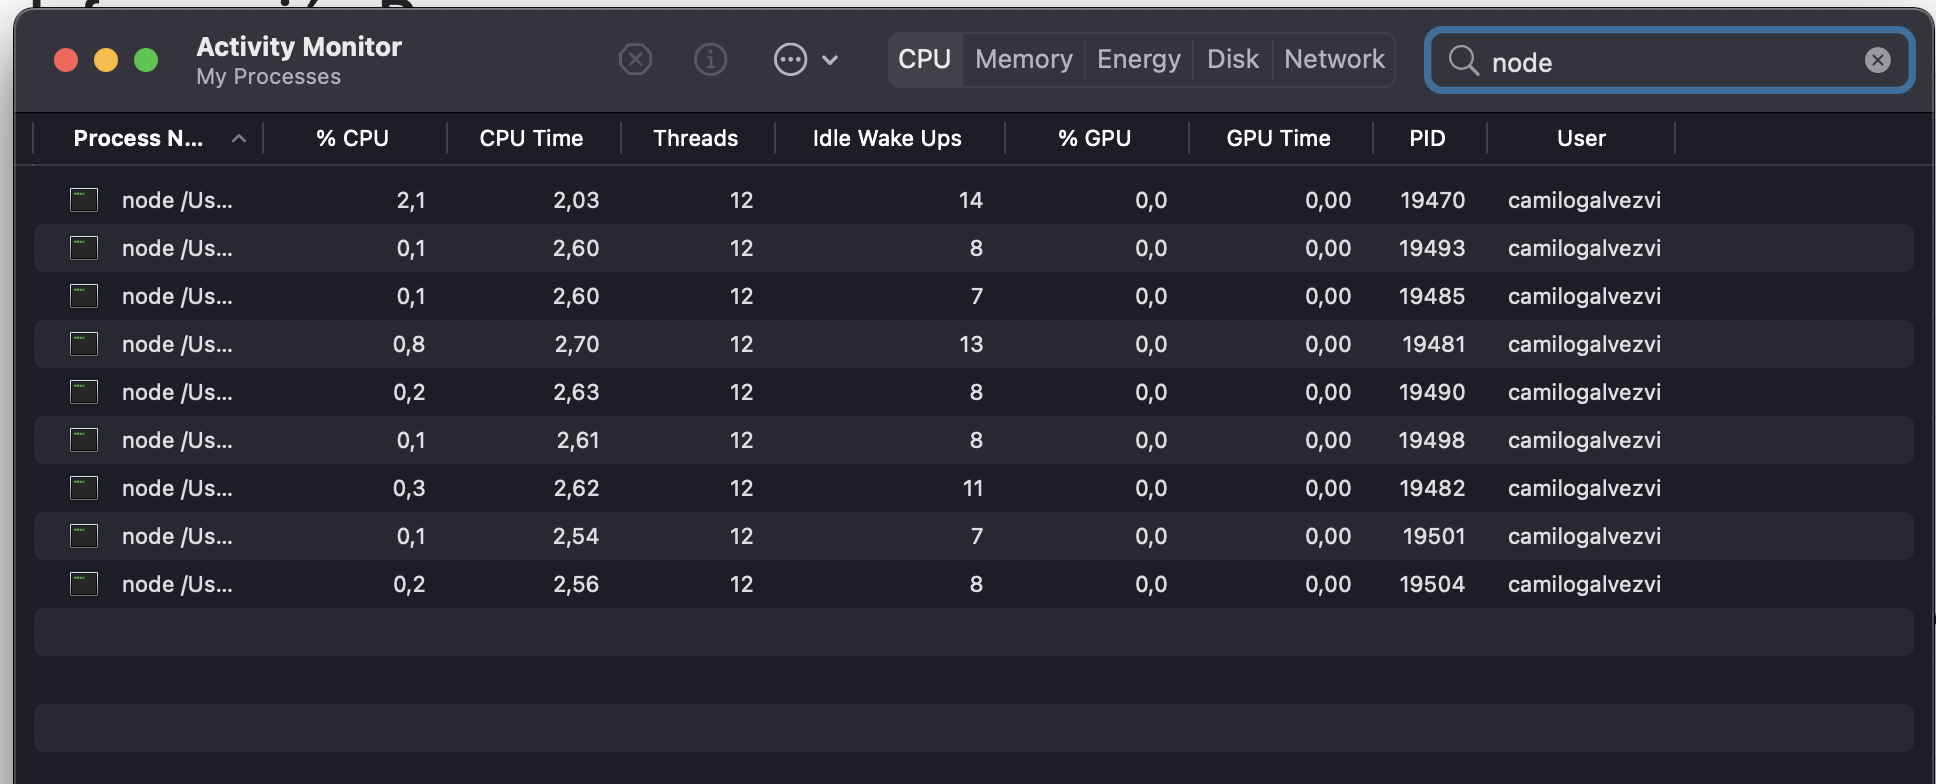 Activity Monitor
My Processes
CPU Memory Energy Disk Network
node
Process N... % CPU CPU Time Threads Idle Wake Ups % GPU GPU Time PID User
node /Us... 2,1 2,03 12 14 0,0 0,00 19470 camilogalvezvi
node /Us... 0,1 2,60 12 8 0,0 0,00 19493 camilogalvezvi
node /Us... 0,1 2,60 12 7 0,0 0,00 19485 camilogalvezvi
node /Us... 0,8 2,70 12 13 0,0 0,00 19481 camilogalvezvi
node /Us... 0,2 2,63 12 8 0,0 0,00 19490 camilogalvezvi
node /Us... 0,1 2,61 12 8 0,0 0,00 19498 camilogalvezvi
node /Us... 0,3 2,62 12 11 0,0 0,00 19482 camilogalvezvi
node /Us... 0,1 2,54 12 7 0,0 0,00 19501 camilogalvezvi
node /Us... 0,2 2,56 12 8 0,0 0,00 19504 camilogalvezvi